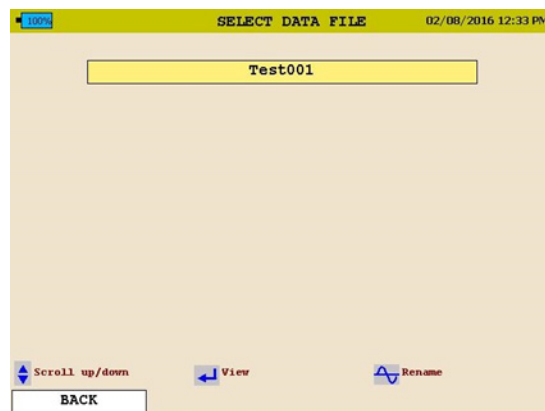 100% SELECT DATA FILE 02/08/2016 12:33 PM
Test001
Scroll up/down View Rename
BACK